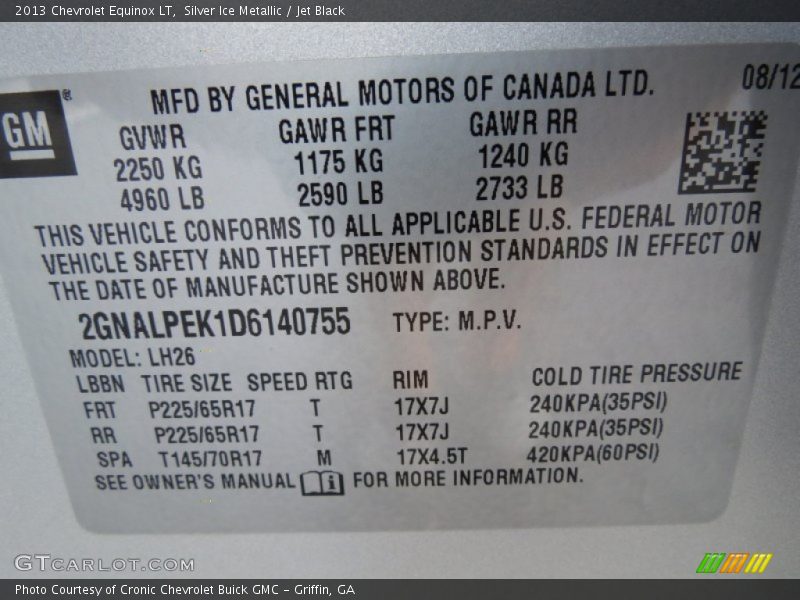 2013 Chevrolet Equinox LT, Silver Ice Metallic / Jet Black
MFD BY GENERAL MOTORS OF CANADA LTD. 08/12
GM®
GVWR GAWR FRT GAWR RR
2250 KG 1175 KG 1240 KG
4960 LB 2590 LB 2733 LB
THIS VEHICLE CONFORMS TO ALL APPLICABLE U.S. FEDERAL MOTOR
VEHICLE SAFETY AND THEFT PREVENTION STANDARDS IN EFFECT ON
THE DATE OF MANUFACTURE SHOWN ABOVE.
2GNALPEK1D6140755 TYPE: M.P.V.
MODEL: LH26
LBBN TIRE SIZE SPEED RTG RIM COLD TIRE PRESSURE
FRT P225/65R17 T 17X7J 240KPA(35PSI)
RR P225/65R17 T 17X7J 240KPA(35PSI)
SPA T145/70R17 M 17X4.5T 420KPA(60PSI)
SEE OWNER'S MANUAL i FOR MORE INFORMATION.
GTCARLOT.COM
Photo Courtesy of Cronic Chevrolet Buick GMC – Griffin, GA